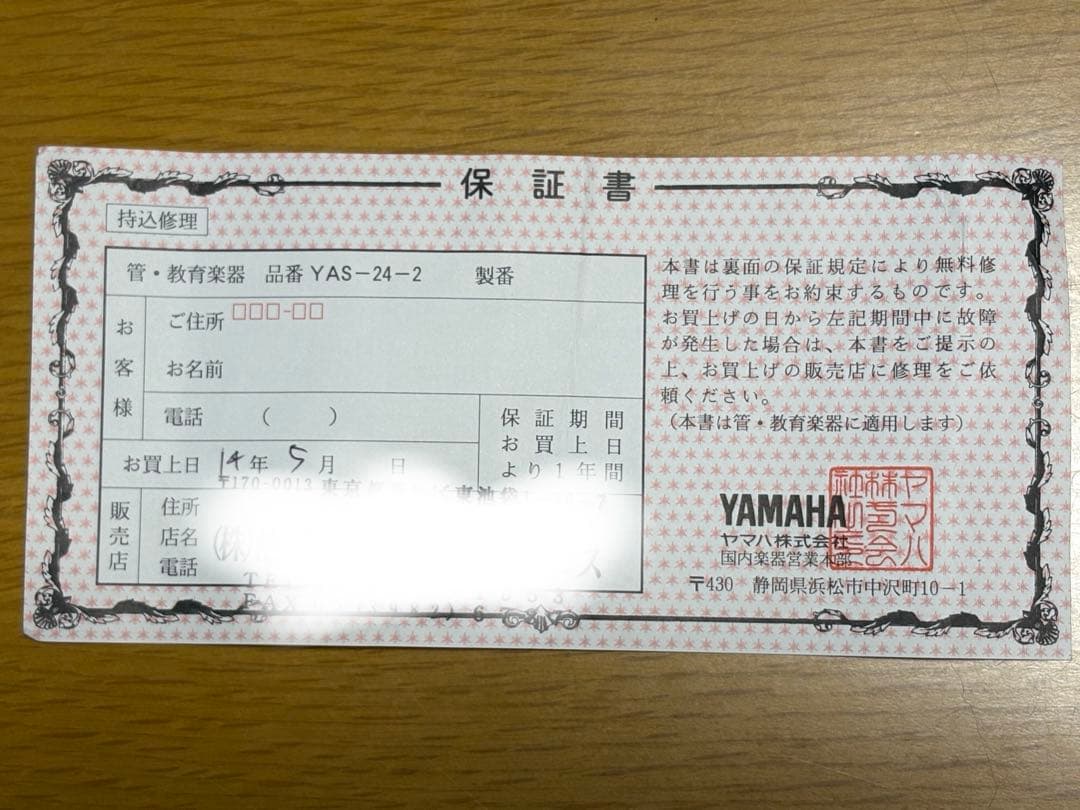 保証書
持込修理
管・教育楽器 品番 YAS-24-2 製番
お客様
ご住所 □□□-□□
お名前
電話 ( )
お買上日 14年 5月 日
保証期間
お買上日
より1年間
販売店
住所 〒170-0013 東京 東池袋
店名 (株)
電話 TE
FAX
本書は裏面の保証規定により無料修
理を行う事をお約束するものです。
お買上げの日から左記期間中に故障
が発生した場合は、本書をご提示の
上、お買上げの販売店に修理をご依
頼ください。
(本書は管・教育楽器に適用します)
YAMAHA
ヤマハ株式会社
国内楽器営業本部
〒430 静岡県浜松市中沢町10-1